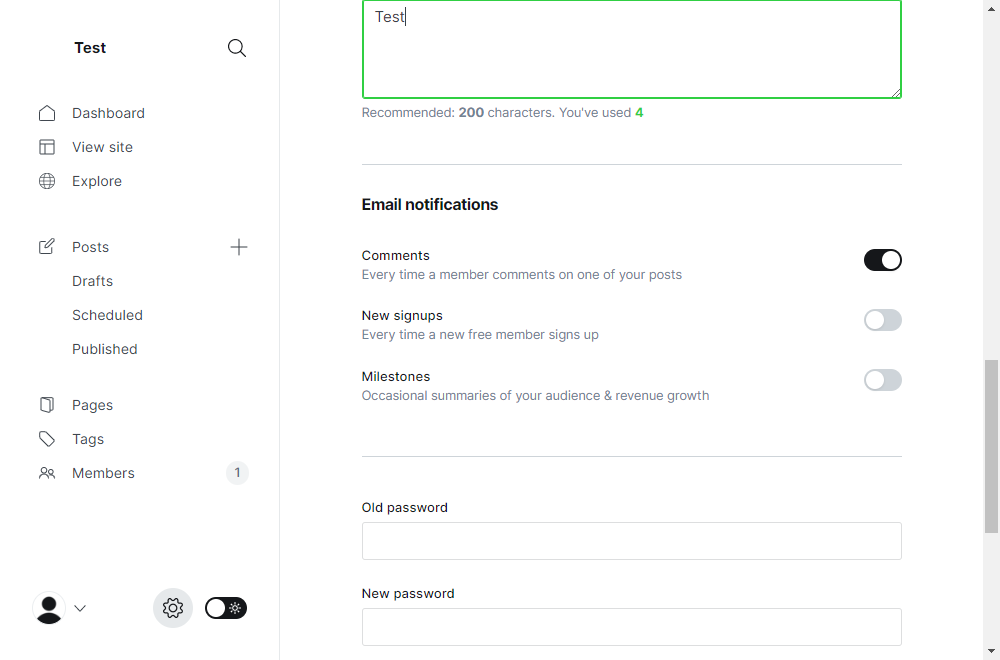 Test
Dashboard
View site
Explore
Posts
Drafts
Scheduled
Published
Pages
Tags
Members 1
Test
Recommended: 200 characters. You've used 4
Email notifications
Comments
Every time a member comments on one of your posts
New signups
Every time a new free member signs up
Milestones
Occasional summaries of your audience & revenue growth
Old password
New password